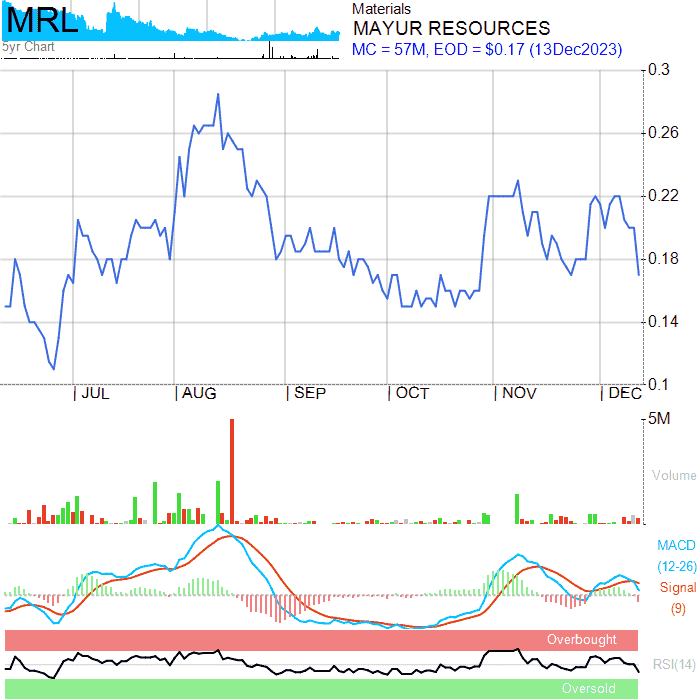 MRL
5yr Chart
Materials
MAYUR RESOURCES
MC = 57M, EOD = $0.17 (13Dec2023)
0.3
0.26
0.22
0.18
0.14
0.1
JUL
AUG
SEP
OCT
NOV
DEC
5M
Volume
MACD
(12-26)
Signal
(9)
Overbought
RSI(14)
Oversold